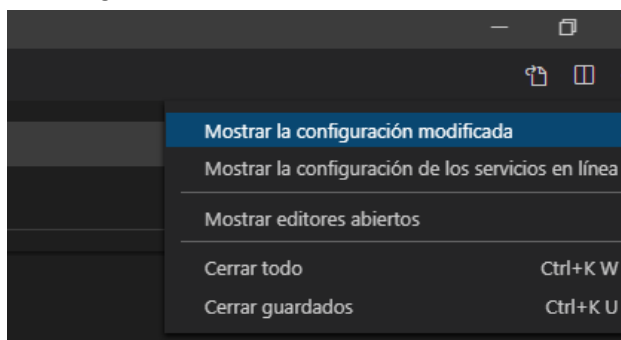 Mostrar la configuración modificada
Mostrar la configuración de los servicios en línea
Mostrar editores abiertos
Cerrar todo Ctrl+K W
Cerrar guardados Ctrl+K U